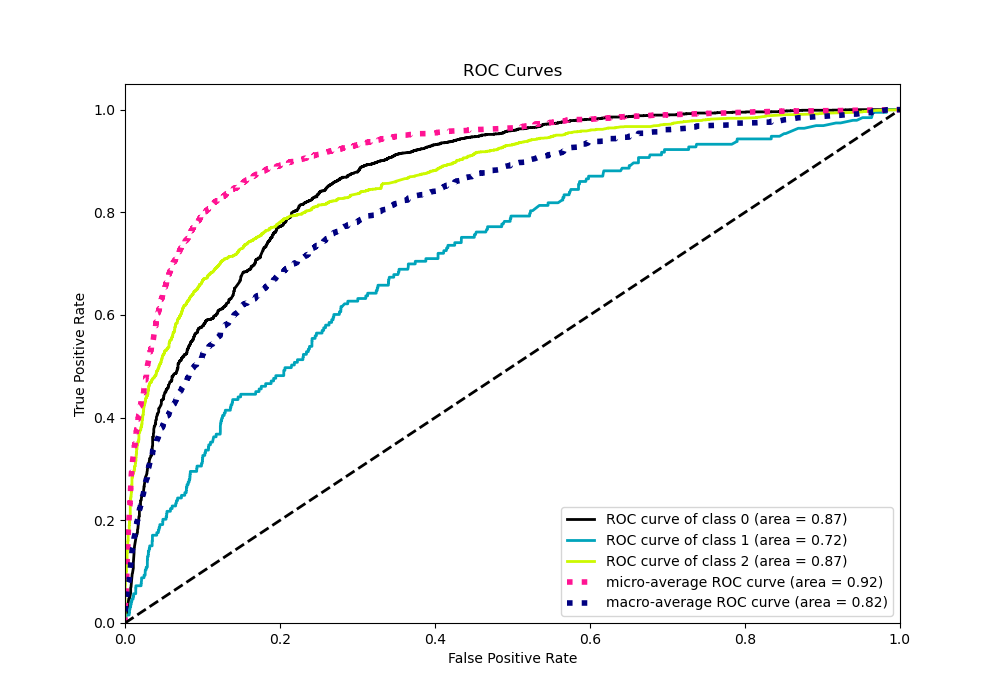 ROC Curves
1.0
0.8
0.6
0.4
0.2
0.0
True Positive Rate
ROC curve of class 0 (area = 0.87)
ROC curve of class 1 (area = 0.72)
ROC curve of class 2 (area = 0.87)
micro-average ROC curve (area = 0.92)
macro-average ROC curve (area = 0.82)
0.0 0.2 0.4 0.6 0.8 1.0
False Positive Rate